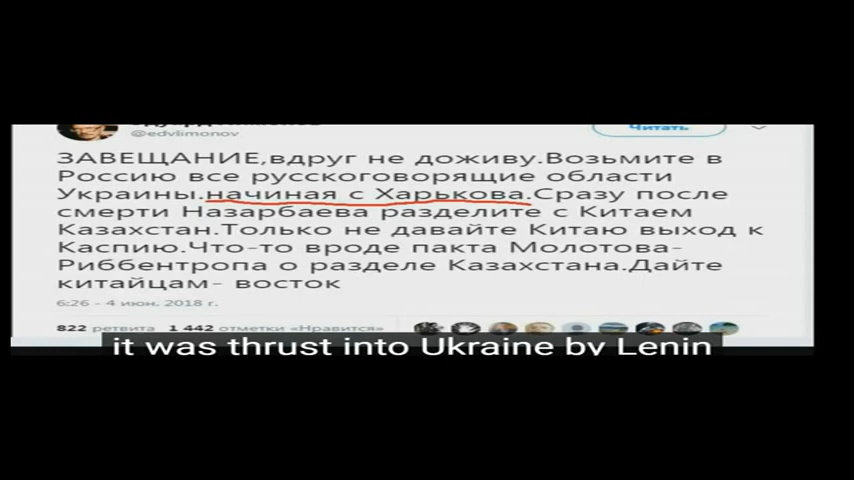 @edvlimonov
Читать
ЗАВЕЩАНИЕ,вдруг не доживу.Возьмите в
Россию все русскоговорящие области
Украины.начиная с Харькова.Сразу после
смерти Назарбаева разделите с Китаем
Казахстан.Только не давайте Китаю выход к
Каспию.Что-то вроде пакта Молотова-
Риббентропа о разделе Казахстана.Дайте
китайцам- восток
6:26 - 4 июн. 2018 г.
822 ретвита 1 442 отметки «Нравится»
it was thrust into Ukraine by Lenin